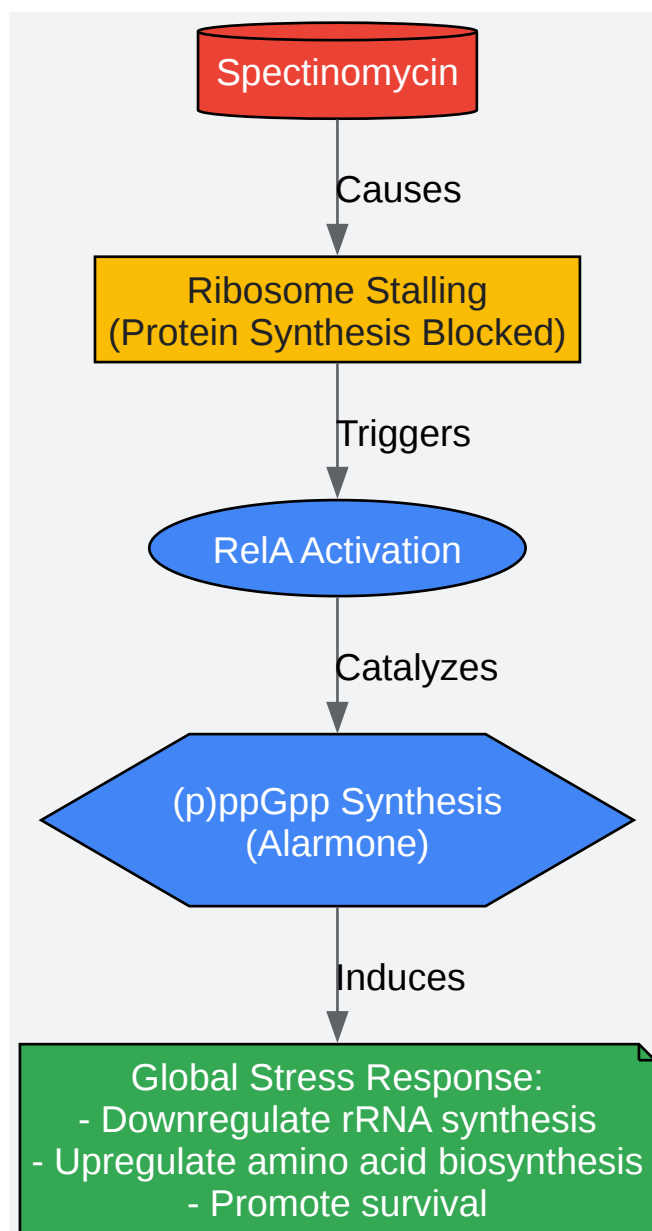 Spectinomycin
Causes
Ribosome Stalling
(Protein Synthesis Blocked)
Triggers
RelA Activation
Catalyzes
(p)ppGpp Synthesis
(Alarmone)
Induces
Global Stress Response:
- Downregulate rRNA synthesis
- Upregulate amino acid biosynthesis
- Promote survival